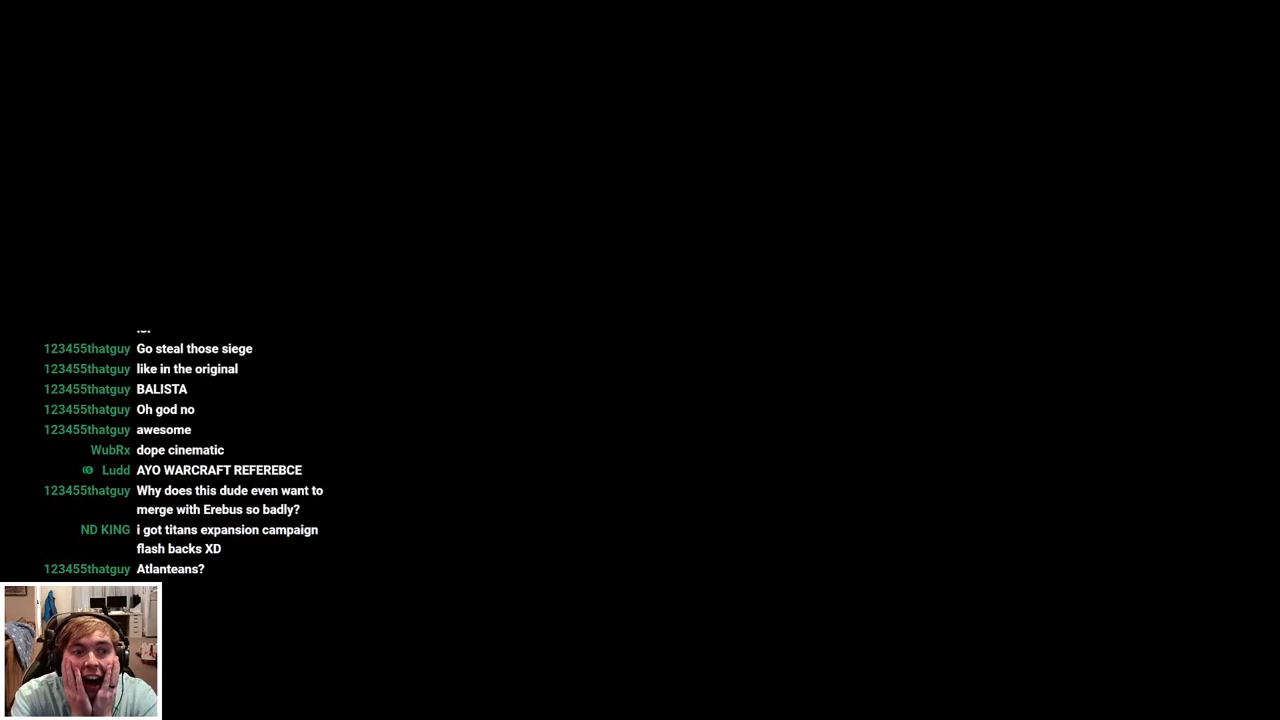 123455thatguy Go steal those siege
123455thatguy like in the original
123455thatguy BALISTA
123455thatguy Oh god no
123455thatguy awesome
WubRx dope cinematic
Ludd AYO WARCRAFT REFEREBCE
123455thatguy Why does this dude even want to
merge with Erebus so badly?
ND KING i got titans expansion campaign
flash backs XD
123455thatguy Atlanteans?